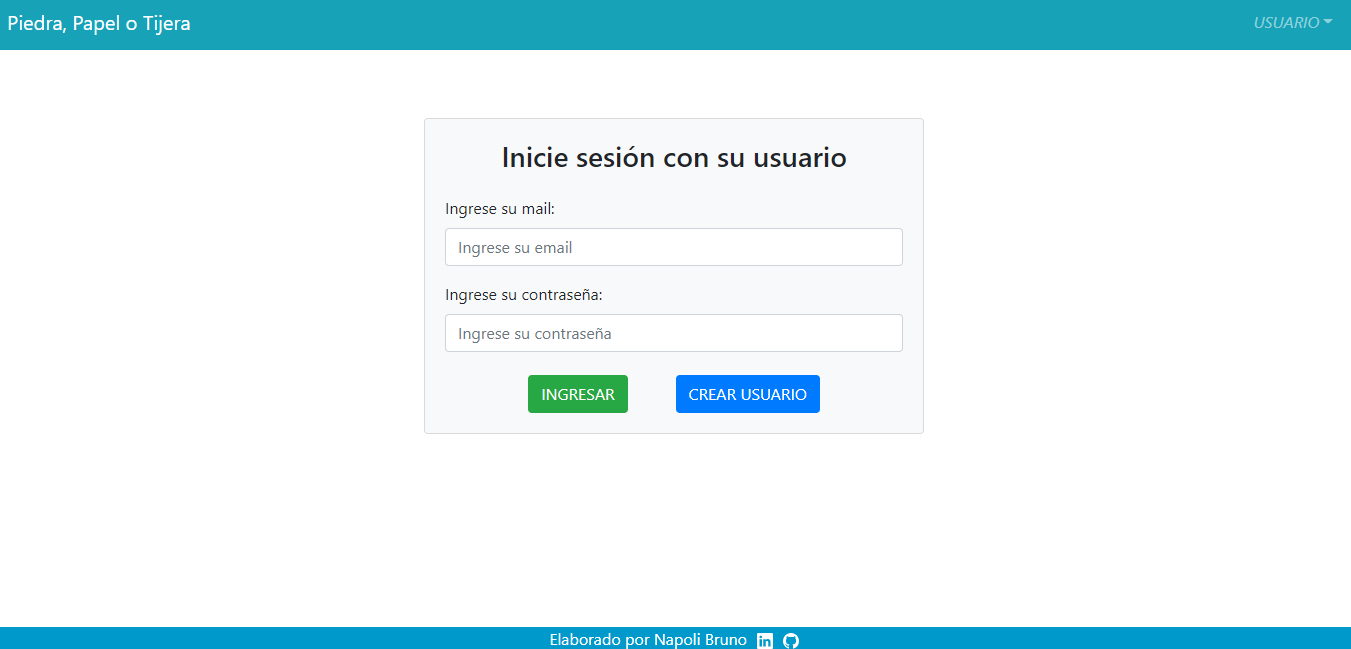 Piedra, Papel o Tijera
USUARIO
Inicie sesión con su usuario
Ingrese su mail:
Ingrese su email
Ingrese su contraseña:
Ingrese su contraseña
INGRESAR
CREAR USUARIO
Elaborado por Napoli Bruno in